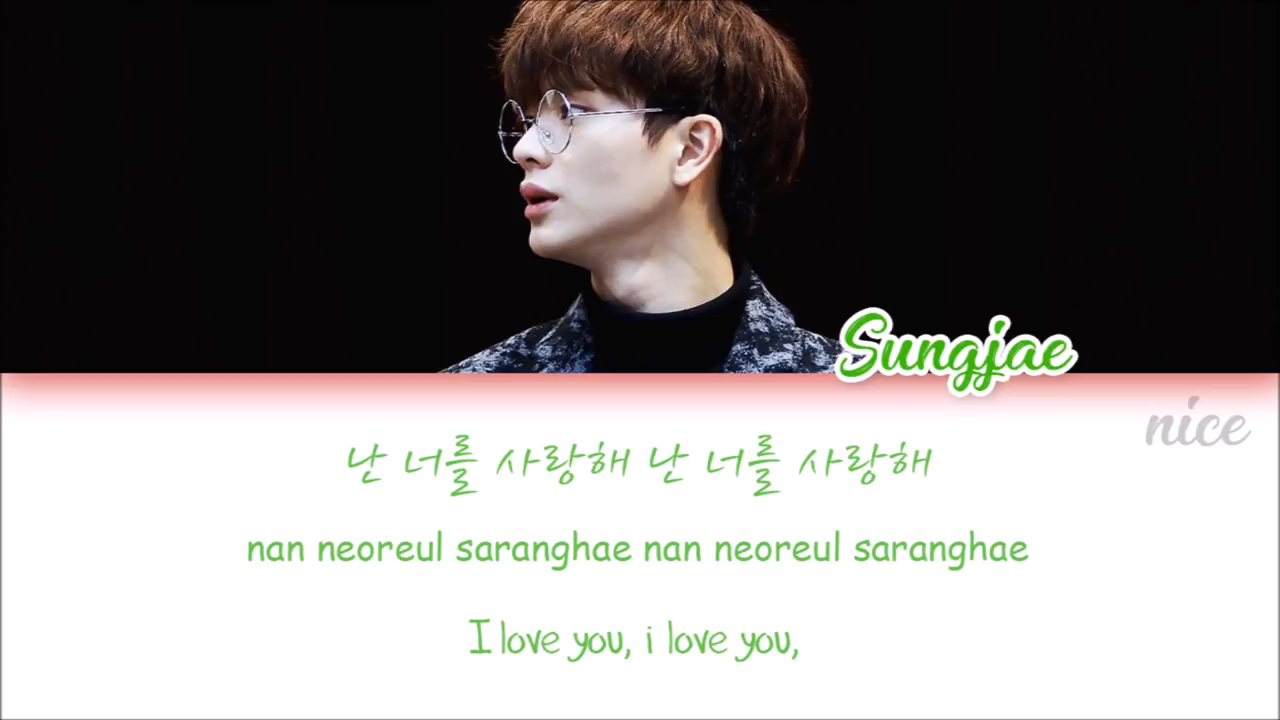 Sungjae
nice
난 너를 사랑해 난 너를 사랑해
nan neoreul saranghae nan neoreul saranghae
I love you, i love you,